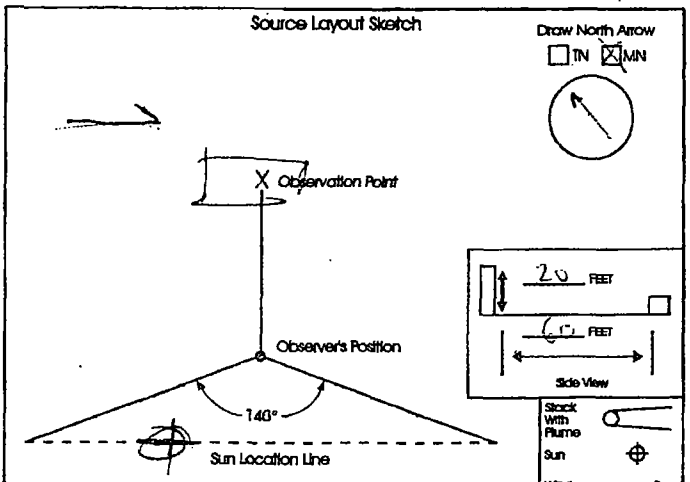 Source Layout Sketch
Draw North Arrow
TN X MN
X Observation Point
20 FEET
FEET
Observer's Position
Side View
140°
Sun Location Line
Stack
With
Plume
Sun